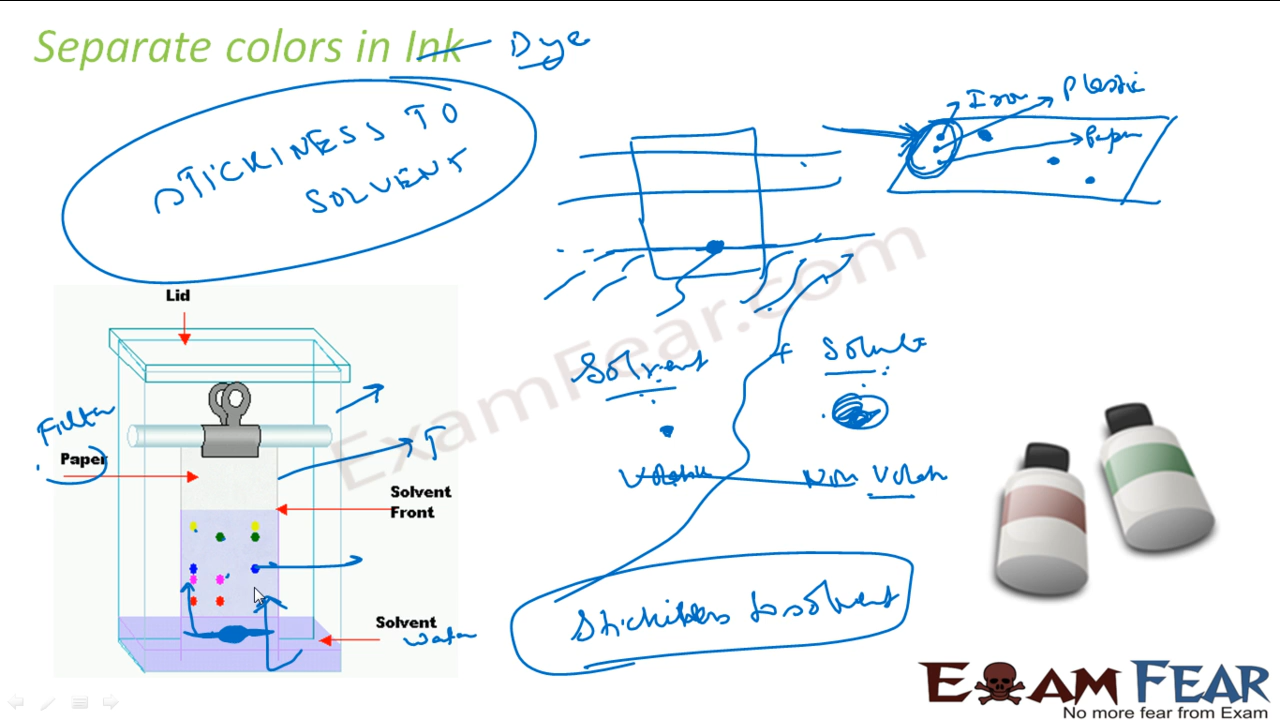 Separate colors in Ink
Dye
STICKINESS TO
SOLVENT
Iron
Plastic
Paper
Lid
Filter
Paper
T
Solvent
Front
Solvent
Water
Solvent + Solute
Volatile
Non Volati
Stickiness to solvent
ExamFear.com
EXAM FEAR
No more fear from Exam